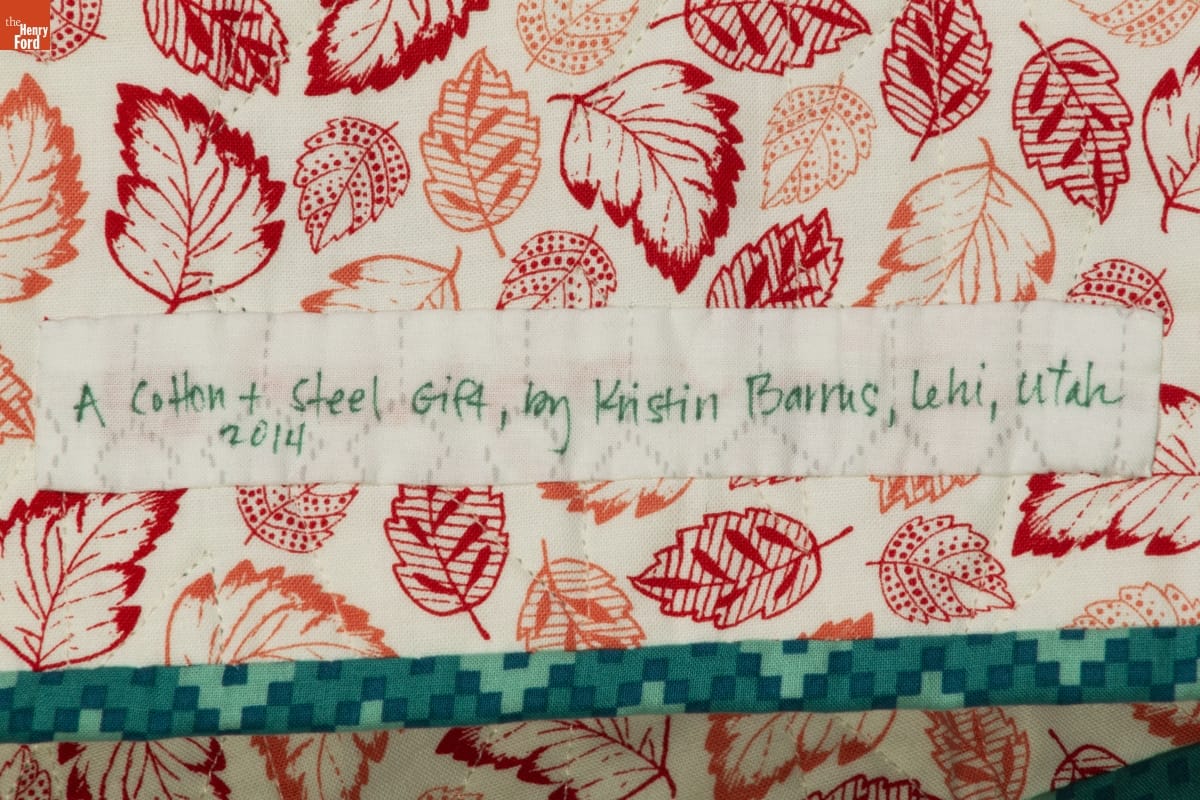 the
Henry
Ford
A Cotton + Steel Gift, by Kristin Barrus, Lehi, Utah
2014